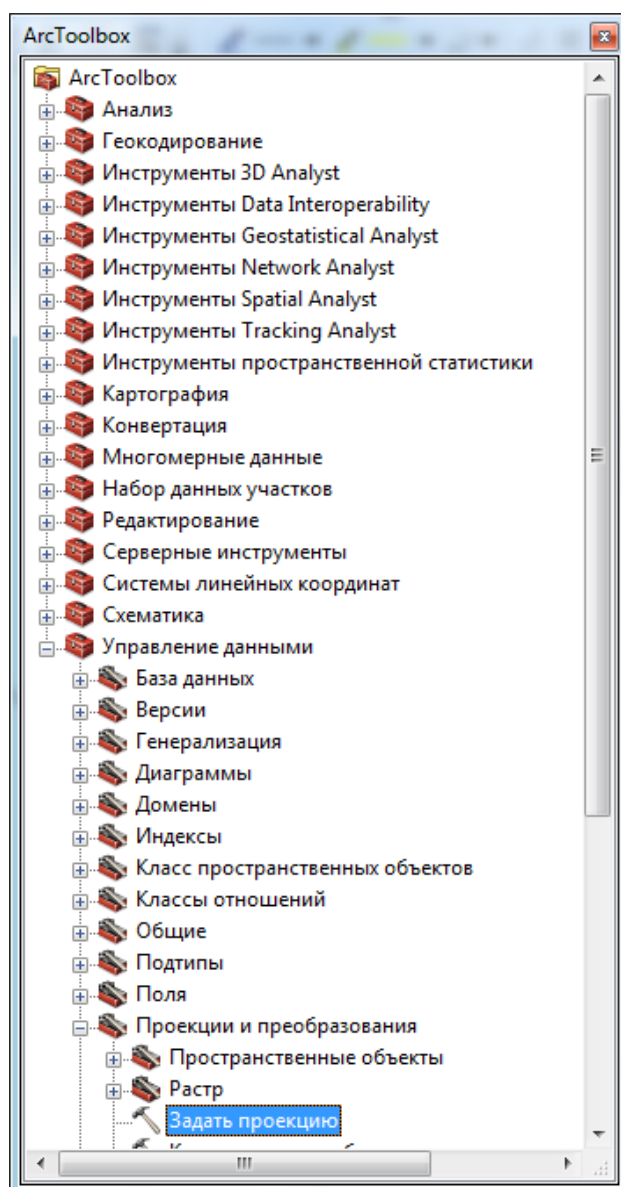 ArcToolbox
ArcToolbox
Анализ
Геокодирование
Инструменты 3D Analyst
Инструменты Data Interoperability
Инструменты Geostatistical Analyst
Инструменты Network Analyst
Инструменты Spatial Analyst
Инструменты Tracking Analyst
Инструменты пространственной статистики
Картография
Конвертация
Многомерные данные
Набор данных участков
Редактирование
Серверные инструменты
Системы линейных координат
Схематика
Управление данными
База данных
Версии
Генерализация
Диаграммы
Домены
Индексы
Класс пространственных объектов
Классы отношений
Общие
Подтипы
Поля
Проекции и преобразования
Пространственные объекты
Растр
Задать проекцию